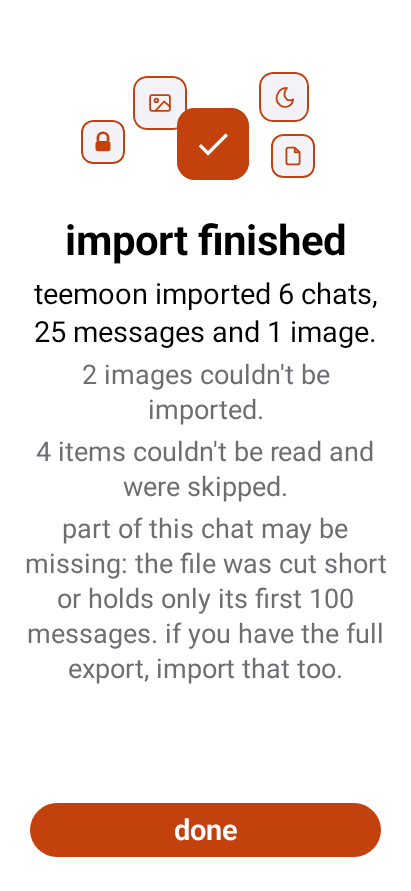 import finished
teemoon imported 6 chats,
25 messages and 1 image.
2 images couldn't be
imported.
4 items couldn't be read and
were skipped.
part of this chat may be
missing: the file was cut short
or holds only its first 100
messages. if you have the full
export, import that too.
done